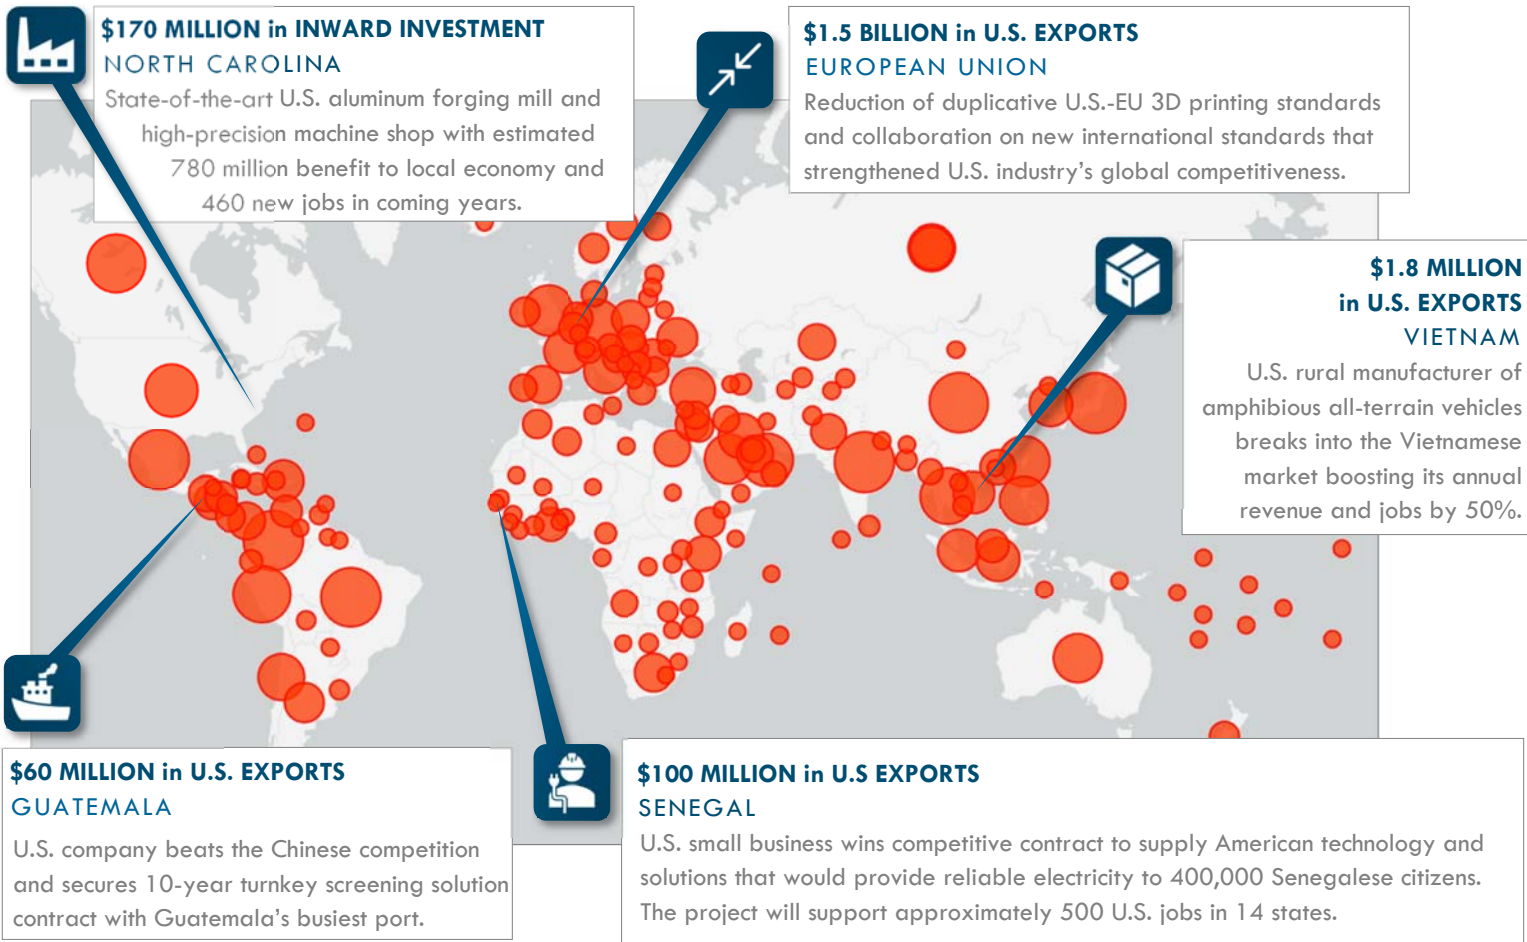 $170 MILLION in INWARD INVESTMENT
NORTH CAROLINA
State-of-the-art U.S. aluminum forging mill and
high-precision machine shop with estimated
780 million benefit to local economy and
460 new jobs in coming years.
$1.5 BILLION in U.S. EXPORTS
EUROPEAN UNION
Reduction of duplicative U.S.-EU 3D printing standards
and collaboration on new international standards that
strengthened U.S. industry’s global competitiveness.
$1.8 MILLION
in U.S. EXPORTS
VIETNAM
U.S. rural manufacturer of
amphibious all-terrain vehicles
breaks into the Vietnamese
market boosting its annual
revenue and jobs by 50%.
$60 MILLION in U.S. EXPORTS
GUATEMALA
U.S. company beats the Chinese competition
and secures 10-year turnkey screening solution
contract with Guatemala’s busiest port.
$100 MILLION in U.S EXPORTS
SENEGAL
U.S. small business wins competitive contract to supply American technology and
solutions that would provide reliable electricity to 400,000 Senegalese citizens.
The project will support approximately 500 U.S. jobs in 14 states.